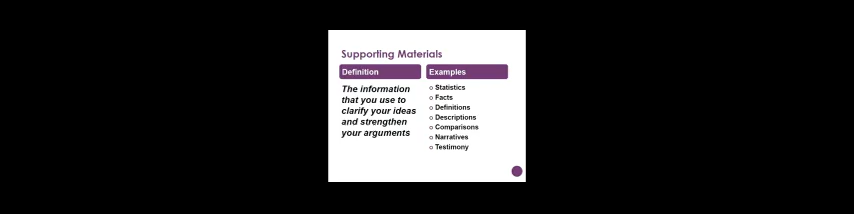 Supporting Materials
Definition
The information
that you use to
clarify your ideas
and strengthen
your arguments
Examples
Statistics
Facts
Definitions
Descriptions
Comparisons
Narratives
Testimony